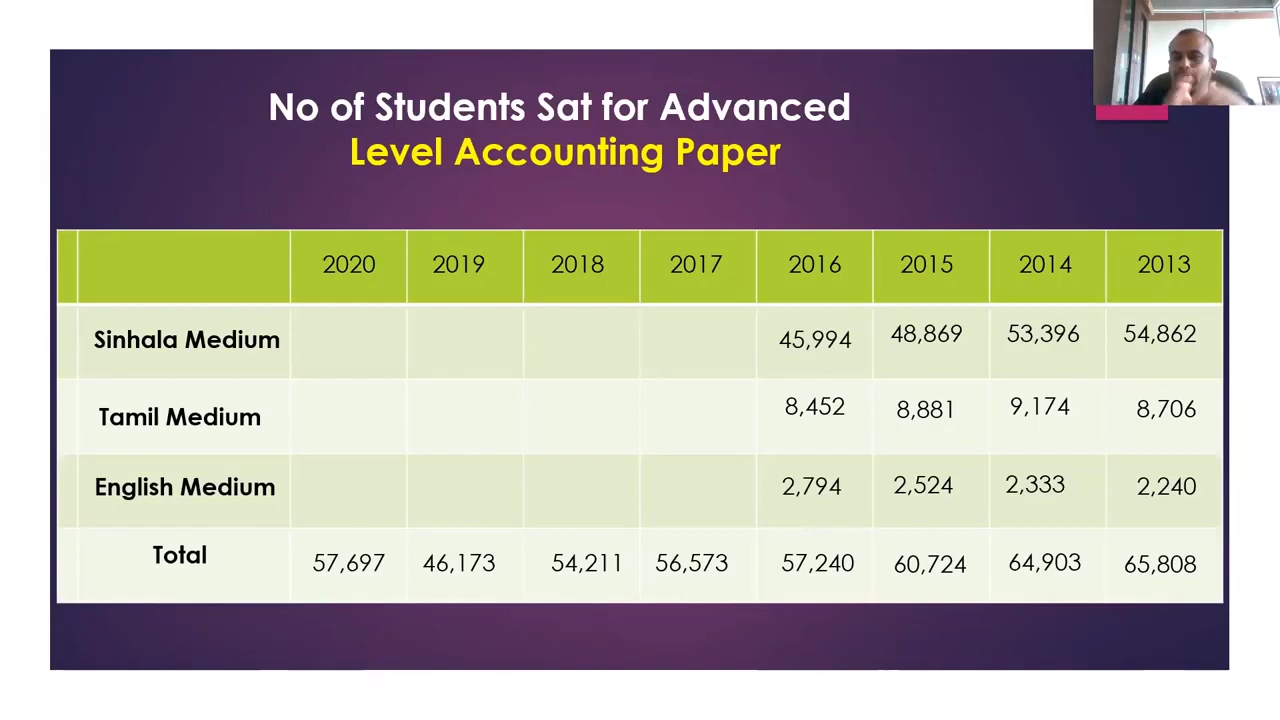 No of Students Sat for Advanced
Level Accounting Paper
2020 2019 2018 2017 2016 2015 2014 2013
Sinhala Medium 45,994 48,869 53,396 54,862
Tamil Medium 8,452 8,881 9,174 8,706
English Medium 2,794 2,524 2,333 2,240
Total 57,697 46,173 54,211 56,573 57,240 60,724 64,903 65,808